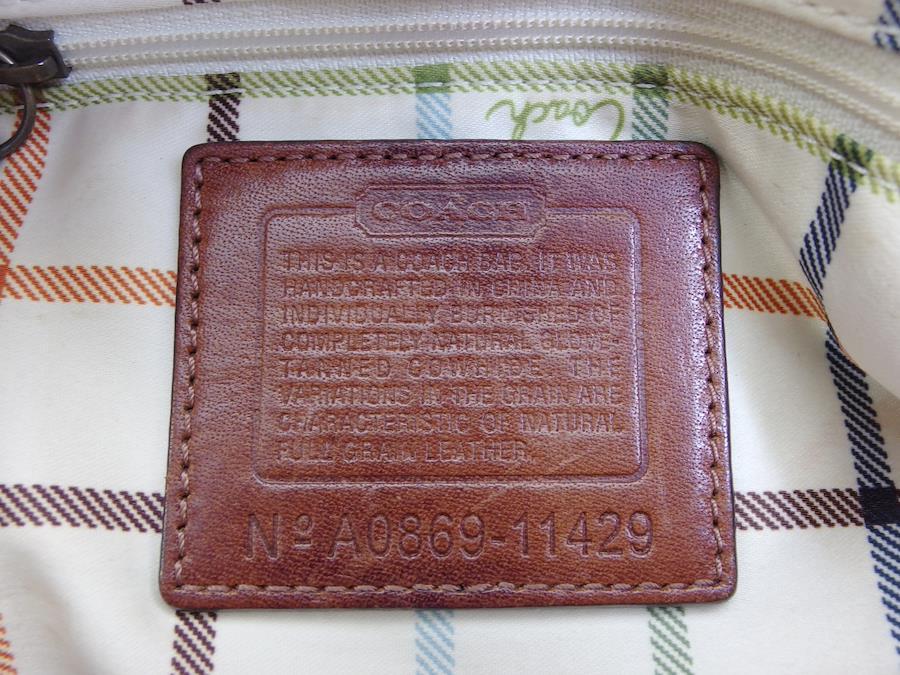 Coach
COACH
THIS IS A COACH BAG. IT WAS
HANDCRAFTED IN CHINA AND
INDIVIDUALLY BURNISHED OF
COMPLETELY NATURAL GLOVE-
TANNED COWHIDE. THE
VARIATIONS IN THE GRAIN ARE
CHARACTERISTIC OF NATURAL
FULL GRAIN LEATHER.
Nº A0869-11429